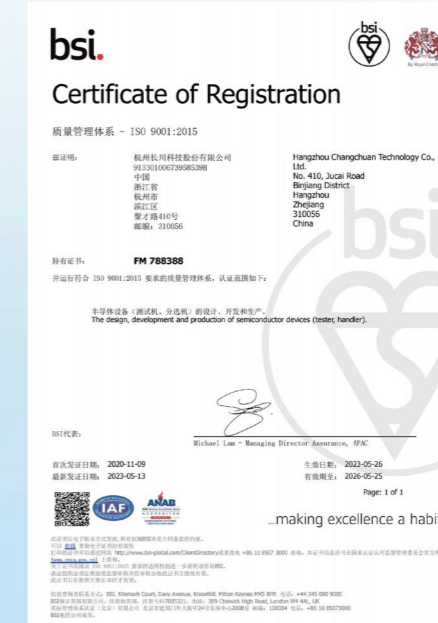 bsi.
bsi
By Royal Charter
Certificate of Registration
质量管理体系 - ISO 9001:2015
兹证明:
杭州长川科技股份有限公司
913301006739585398
中国
浙江省
杭州市
滨江区
聚才路410号
邮编: 310056
Hangzhou Changchuan Technology Co.,
Ltd.
No. 410, Jucai Road
Binjiang District
Hangzhou
Zhejiang
310056
China
持有证书:
FM 788388
并运行符合 ISO 9001:2015 要求的质量管理体系，认证范围如下:
半导体设备（测试机、分选机）的设计、开发和生产。
The design, development and production of semiconductor devices (tester, handler).
BSI代表:
Michael Lam - Managing Director Assurance, APAC
首次发证日期: 2020-11-09
生效日期: 2023-05-26
最新发证日期: 2023-05-13
有效期至: 2026-05-25
Page: 1 of 1
IAF
ANAB
ACCREDITED
...making excellence a habi